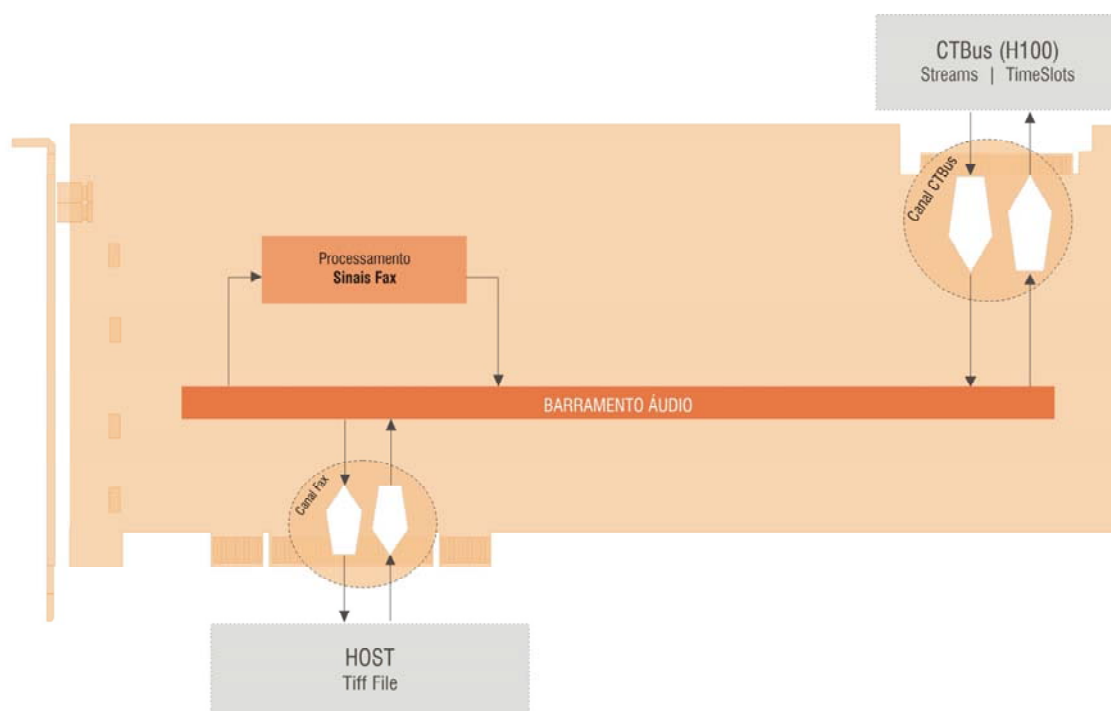 CTBus (H100)
Streams | TimeSlots
Canal CTBus
Processamento
Sinais Fax
BARRAMENTO ÁUDIO
Canal Fax
HOST
Tiff File